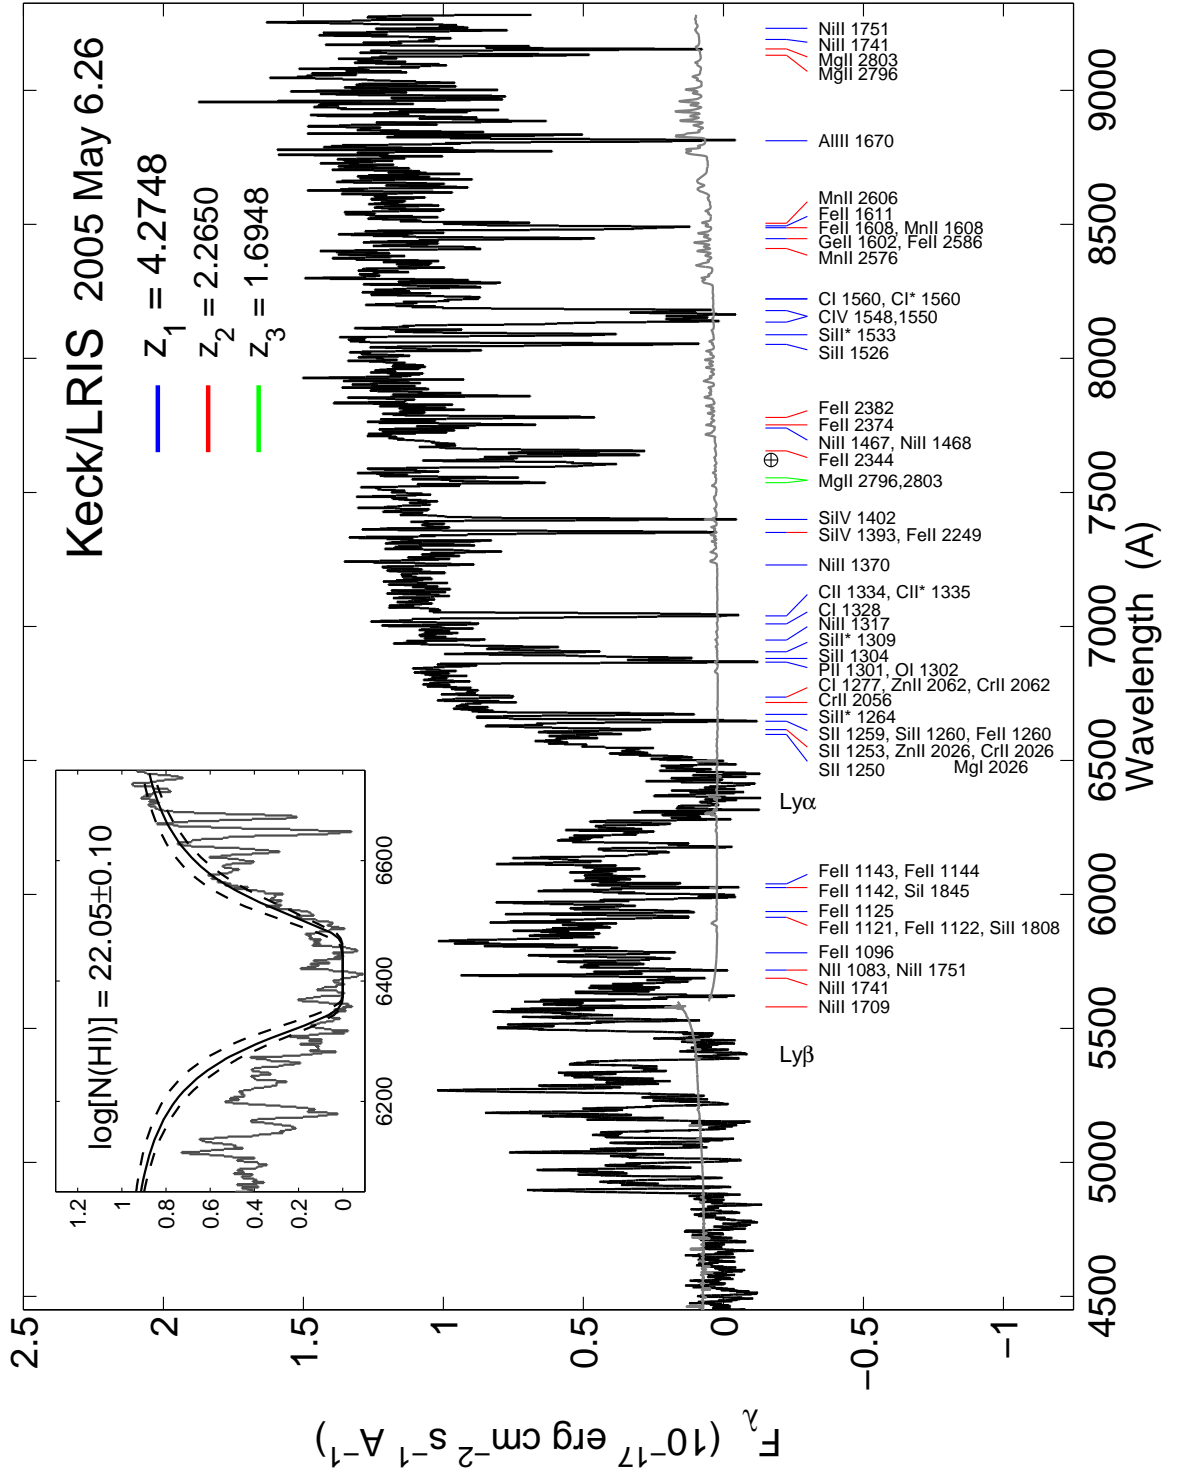 Keck/LRIS 2005 May 6.26
z1 = 4.2748
z2 = 2.2650
z3 = 1.6948
log[N(HI)] = 22.05±0.10
1.2
1
0.8
0.6
0.4
0.2
0
6200
6400
6600
2.5
2
1.5
1
0.5
0
−0.5
−1
Fλ (10−17 erg cm−2 s−1 A−1)
4500
5000
5500
6000
6500
7000
7500
8000
8500
9000
Wavelength (A)
NiII 1751
NiII 1741
MgII 2803
MgII 2796
AlIII 1670
MnII 2606
FeII 1611
FeII 1608, MnII 1608
GeII 1602, FeII 2586
MnII 2576
CI 1560, CI* 1560
CIV 1548,1550
SiII* 1533
SiII 1526
FeII 2382
FeII 2374
NiII 1467, NiII 1468
⊕
FeII 2344
MgII 2796,2803
SiIV 1402
SiIV 1393, FeII 2249
NiII 1370
CII 1334, CII* 1335
CI 1328
NiII 1317
SiII* 1309
SiII 1304
PII 1301, OI 1302
CI 1277, ZnII 2062, CrII 2062
CrII 2056
SiII* 1264
SII 1259, SiII 1260, FeII 1260
SII 1253, ZnII 2026, CrII 2026
SII 1250
MgI 2026
Lyα
FeII 1143, FeII 1144
FeII 1142, SiI 1845
FeII 1125
FeII 1121, FeII 1122, SiII 1808
FeII 1096
NII 1083, NiII 1751
NiII 1741
NiII 1709
Lyβ